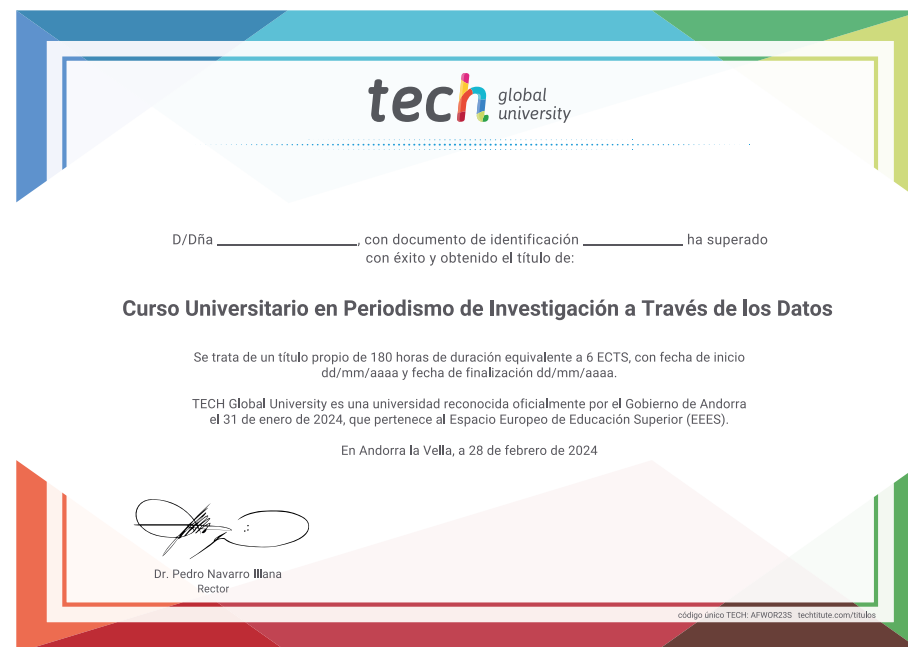 tech global university
D/Dña ________________, con documento de identificación ____________ ha superado
con éxito y obtenido el título de:
Curso Universitario en Periodismo de Investigación a Través de los Datos
Se trata de un título propio de 180 horas de duración equivalente a 6 ECTS, con fecha de inicio
dd/mm/aaaa y fecha de finalización dd/mm/aaaa.
TECH Global University es una universidad reconocida oficialmente por el Gobierno de Andorra
el 31 de enero de 2024, que pertenece al Espacio Europeo de Educación Superior (EEES).
En Andorra la Vella, a 28 de febrero de 2024
Dr. Pedro Navarro Illana
Rector
código único TECH: AFWOR23S techtitute.com/titulos